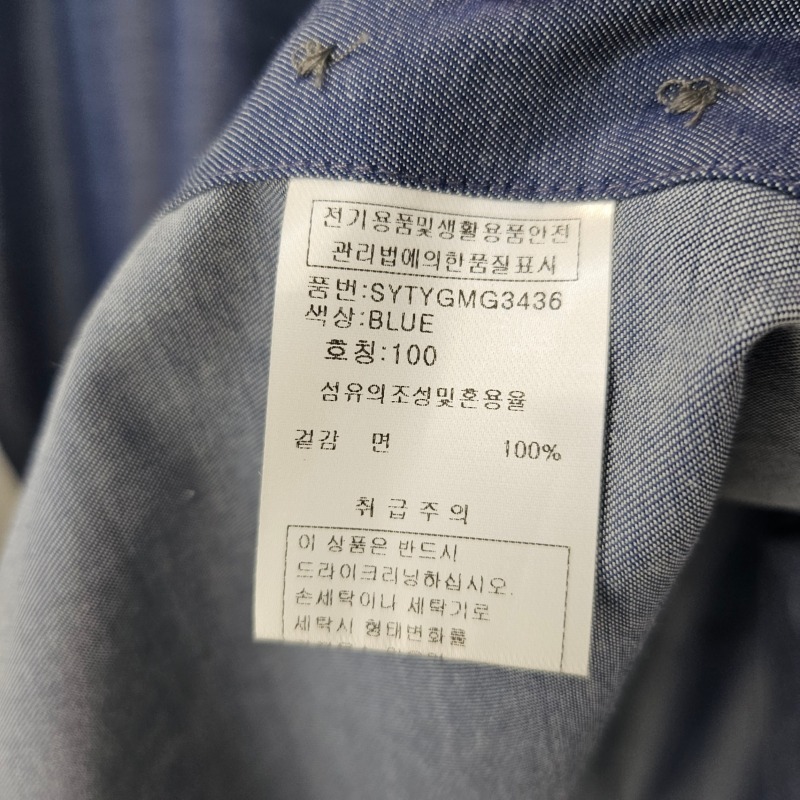 전기용품및생활용품안전
관리법에의한품질표시
품번:SYTYGMG3436
색상:BLUE
호칭:100
섬유의조성및혼용율
겉감 면 100%
취급주의
이 상품은 반드시
드라이크리닝하십시오.
손세탁이나 세탁기로
세탁시 형태변화를